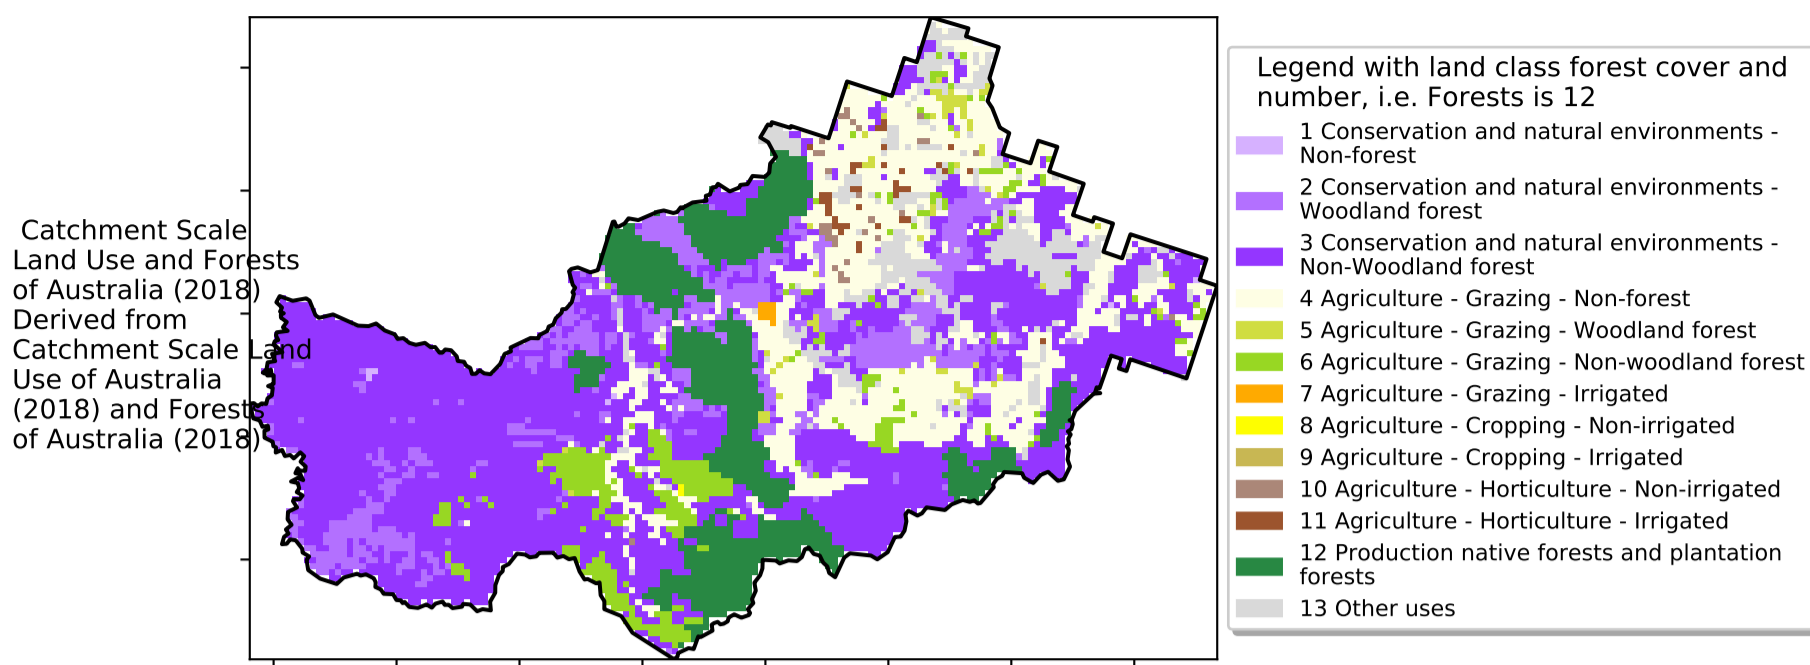 Catchment Scale
Land Use and Forests
of Australia (2018)
Derived from
Catchment Scale Land
Use of Australia
(2018) and Forests
of Australia (2018)
Legend with land class forest cover and
number, i.e. Forests is 12
1 Conservation and natural environments -
Non-forest
2 Conservation and natural environments -
Woodland forest
3 Conservation and natural environments -
Non-Woodland forest
4 Agriculture - Grazing - Non-forest
5 Agriculture - Grazing - Woodland forest
6 Agriculture - Grazing - Non-woodland forest
7 Agriculture - Grazing - Irrigated
8 Agriculture - Cropping - Non-irrigated
9 Agriculture - Cropping - Irrigated
10 Agriculture - Horticulture - Non-irrigated
11 Agriculture - Horticulture - Irrigated
12 Production native forests and plantation
forests
13 Other uses